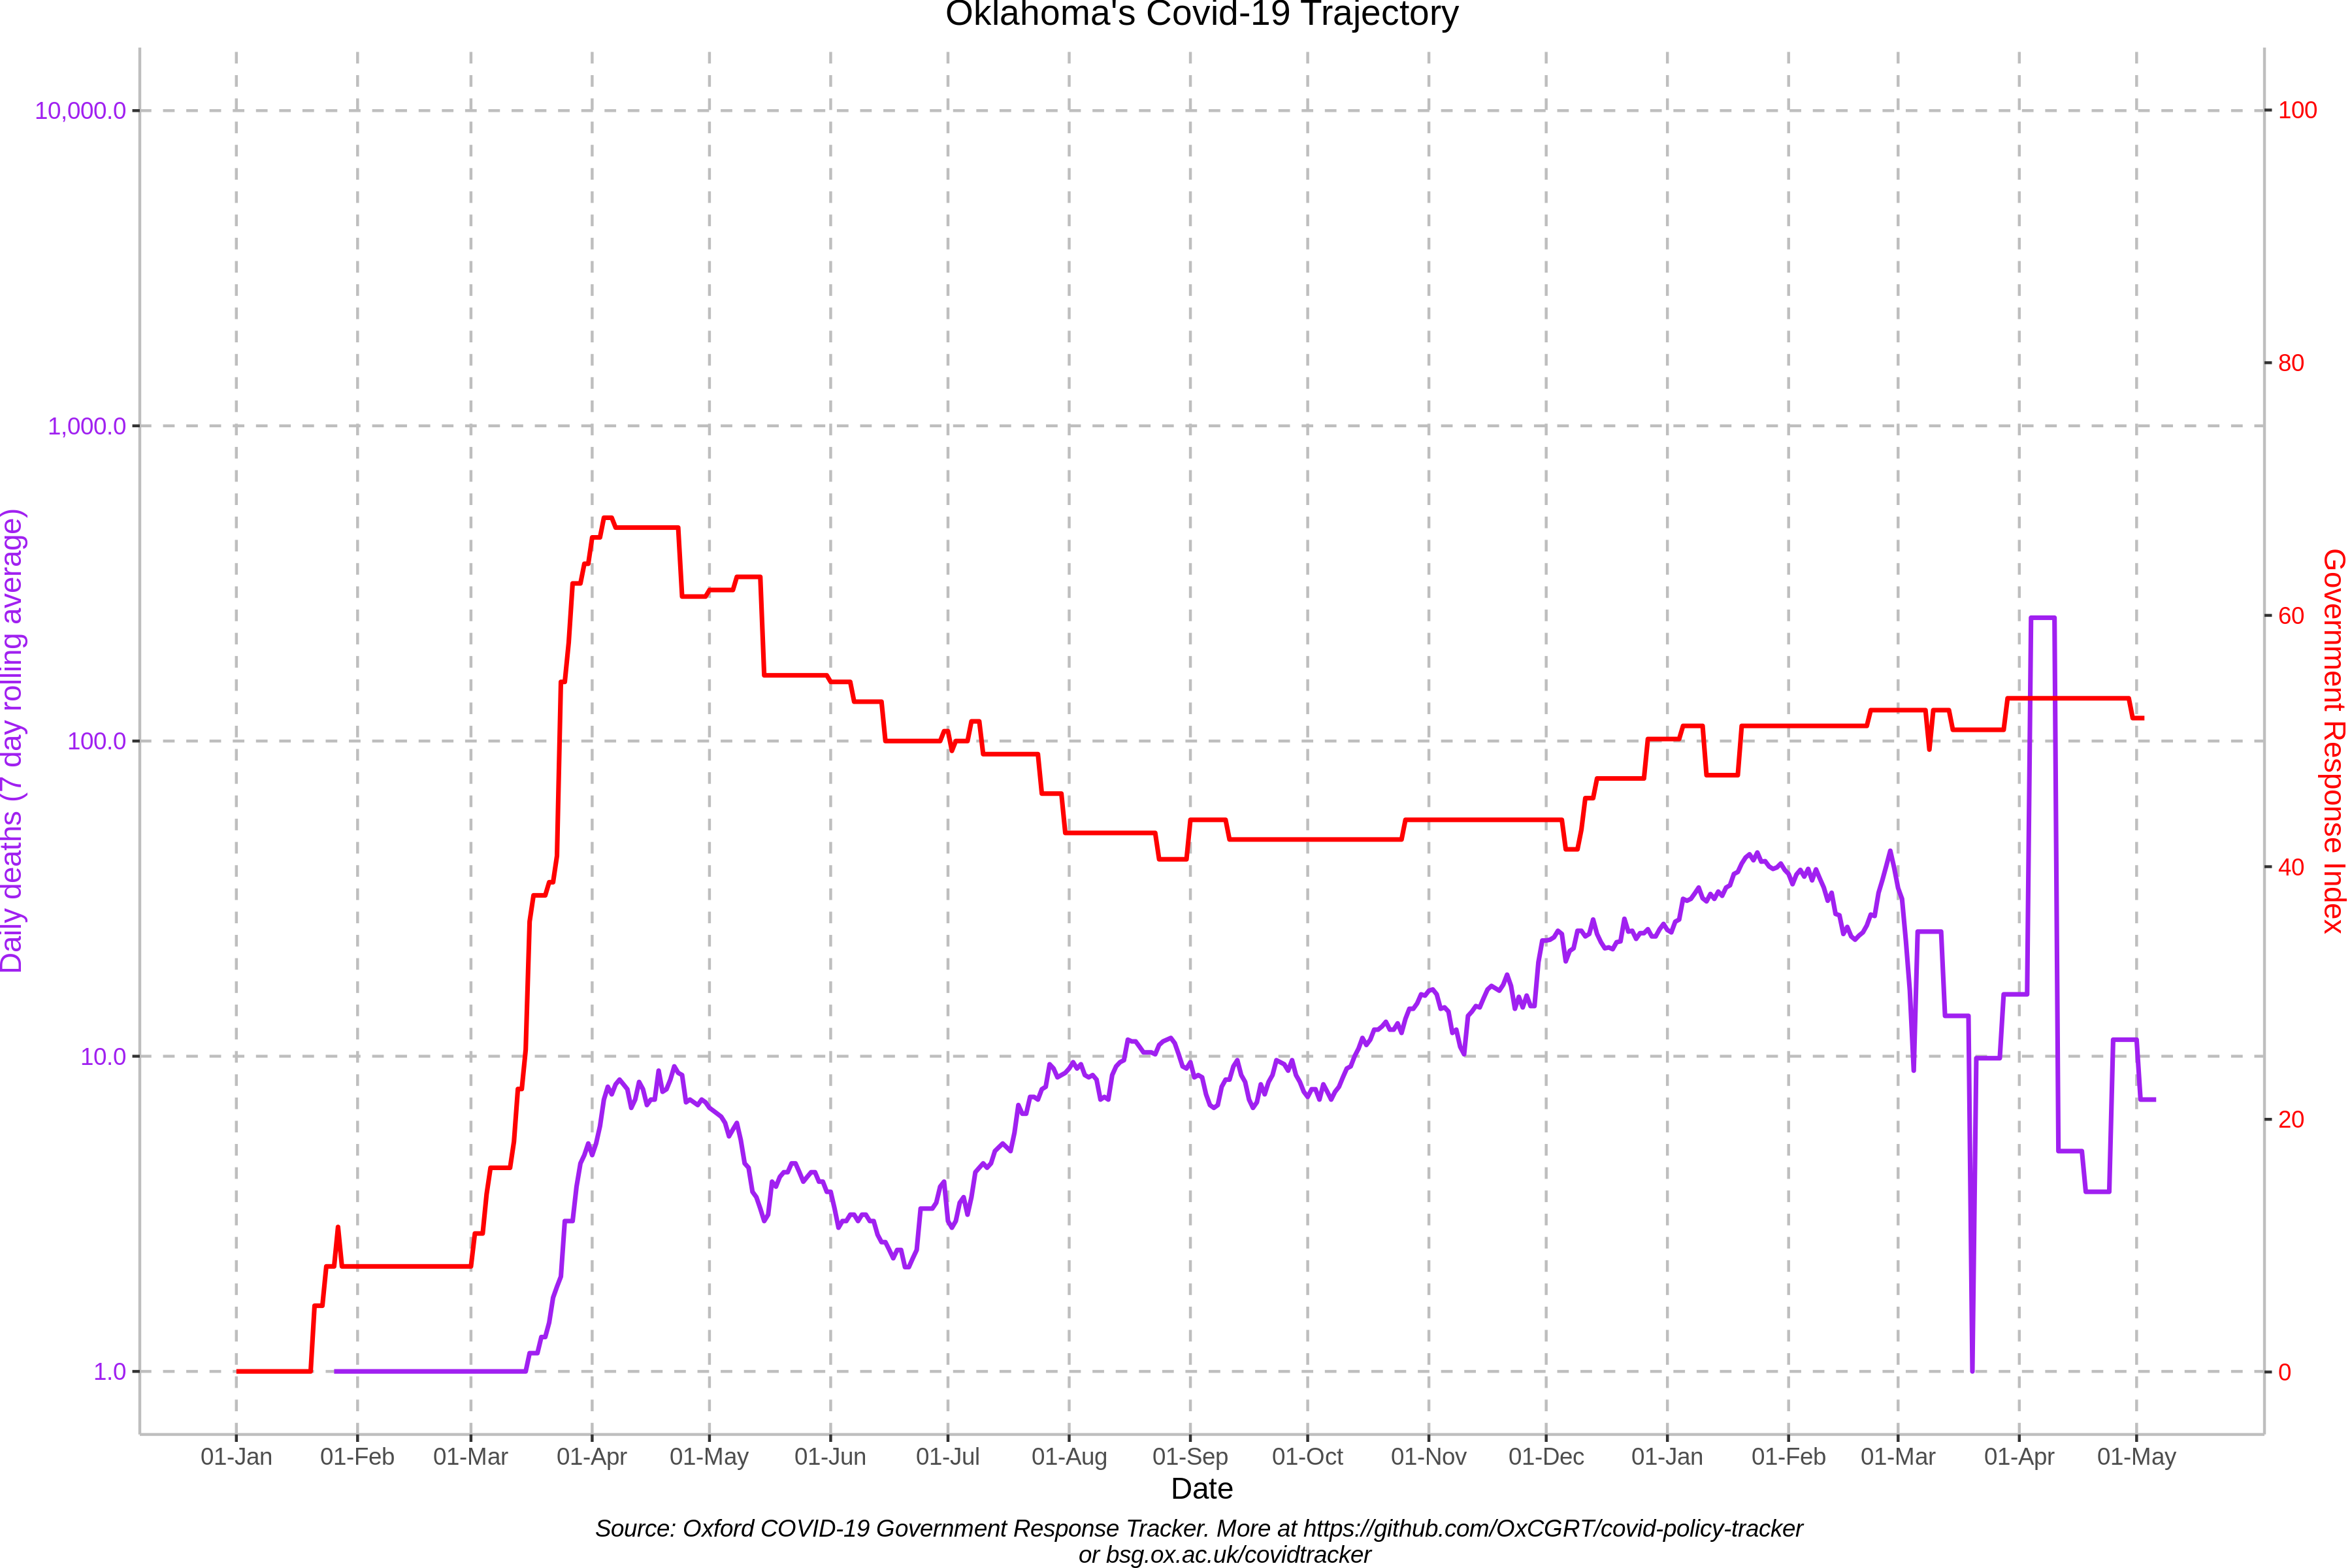 Oklahoma's Covid-19 Trajectory
10,000.0
1,000.0
100.0
10.0
1.0
Daily deaths (7 day rolling average)
100
80
60
40
20
0
Government Response Index
01-Jan 01-Feb 01-Mar 01-Apr 01-May 01-Jun 01-Jul 01-Aug 01-Sep 01-Oct 01-Nov 01-Dec 01-Jan 01-Feb 01-Mar 01-Apr 01-May
Date
Source: Oxford COVID-19 Government Response Tracker. More at https://github.com/OxCGRT/covid-policy-tracker
or bsg.ox.ac.uk/covidtracker